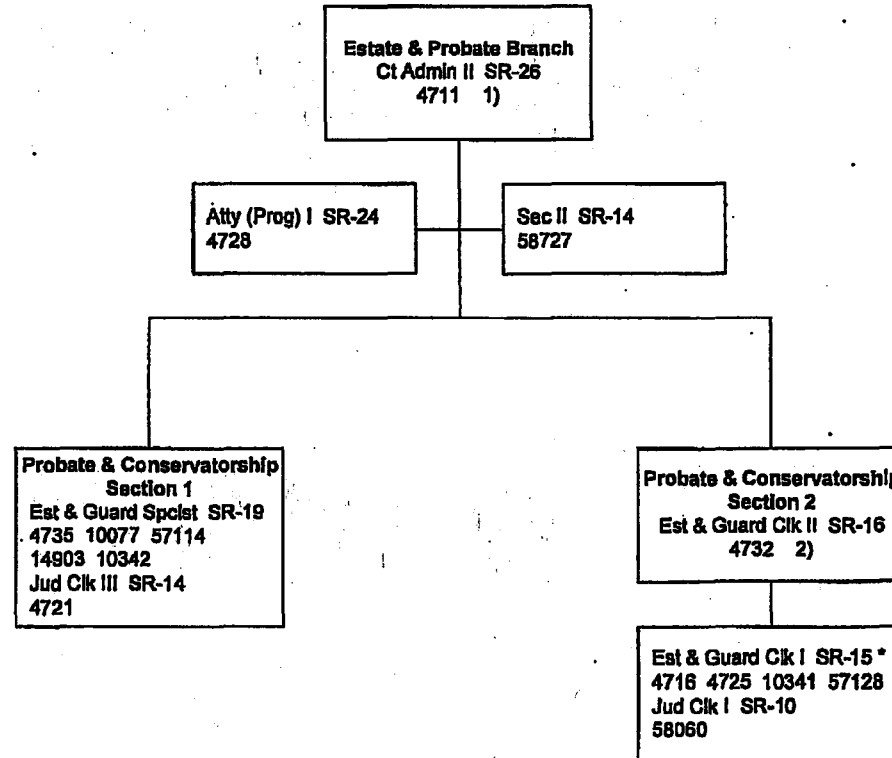 Estate & Probate Branch
Ct Admin II SR-26
4711 1)
Atty (Prog) I SR-24
4728
Sec II SR-14
58727
Probate & Conservatorship
Section 1
Est & Guard Spclst SR-19
4735 10077 57114
14903 10342
Jud Clk III SR-14
4721
Probate & Conservatorship
Section 2
Est & Guard Clk II SR-16
4732 2)
Est & Guard Clk I SR-15 *
4716 4725 10341 57128
Jud Clk I SR-10
58060